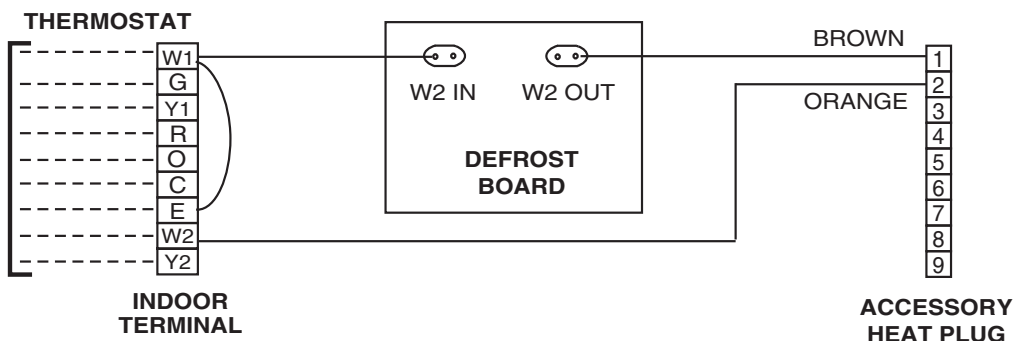 THERMOSTAT
W1
G
Y1
R
O
C
E
W2
Y2
INDOOR
TERMINAL
W2 IN
W2 OUT
DEFROST
BOARD
BROWN
ORANGE
1
2
3
4
5
6
7
8
9
ACCESSORY
HEAT PLUG